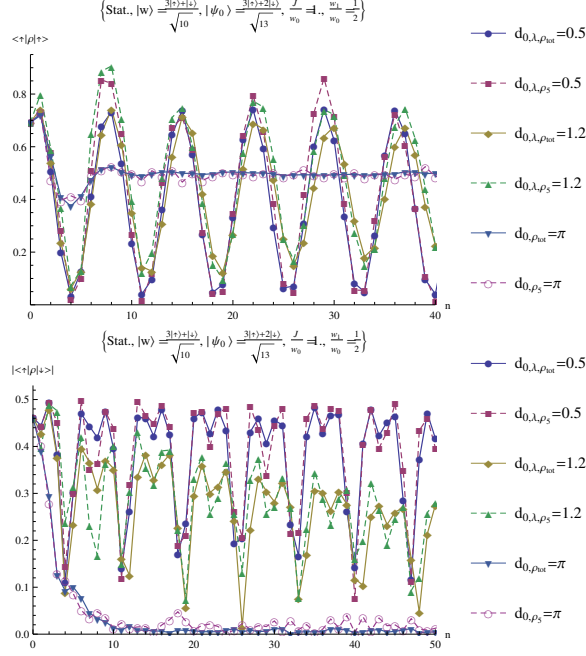 {Stat., |w> = 3|↑>+|↓> / √10, |ψ₀> = 3|↑>+2|↓> / √13, J/w₀ =1., w₁/w₀ = 1/2}
<↑|ρ|↑>
0.8
0.6
0.4
0.2
0.0
0 10 20 30 40 n
d₀,λ,ρtot=0.5
d₀,λ,ρ₅=0.5
d₀,λ,ρtot=1.2
d₀,λ,ρ₅=1.2
d₀,ρtot=π
d₀,ρ₅=π
{Stat., |w> = 3|↑>+|↓> / √10, |ψ₀> = 3|↑>+2|↓> / √13, J/w₀ =1., w₁/w₀ = 1/2}
|<↑|ρ|↓>|
0.5
0.4
0.3
0.2
0.1
0.0
0 10 20 30 40 50 n
d₀,λ,ρtot=0.5
d₀,λ,ρ₅=0.5
d₀,λ,ρtot=1.2
d₀,λ,ρ₅=1.2
d₀,ρtot=π
d₀,ρ₅=π